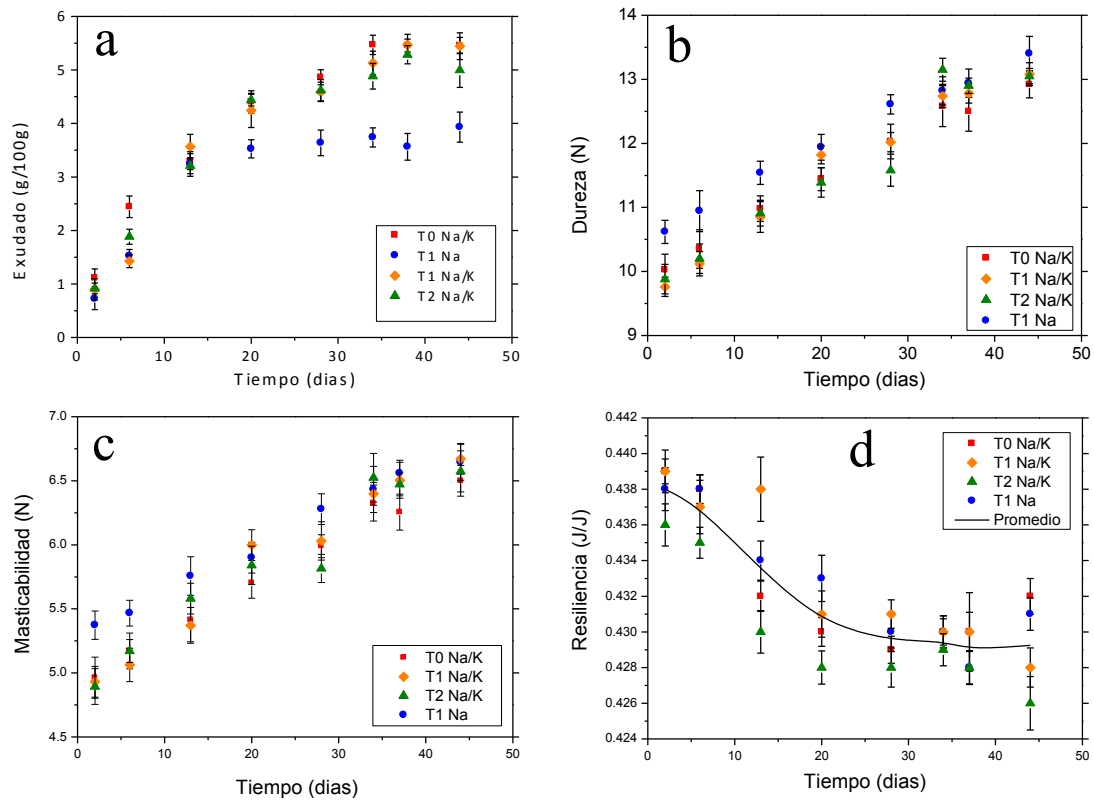 a
6
5
4
3
2
1
0
Exudado (g/100g)
T0 Na/K
T1 Na
T1 Na/K
T2 Na/K
0 10 20 30 40 50
Tiempo (dias)
b
14
13
12
11
10
9
Dureza (N)
T0 Na/K
T1 Na/K
T2 Na/K
T1 Na
0 10 20 30 40 50
Tiempo (dias)
c
7.0
6.5
6.0
5.5
5.0
4.5
Masticabilidad (N)
T0 Na/K
T1 Na/K
T2 Na/K
T1 Na
0 10 20 30 40 50
Tiempo (dias)
d
0.442
0.440
0.438
0.436
0.434
0.432
0.430
0.428
0.426
0.424
Resiliencia (J/J)
T0 Na/K
T1 Na/K
T2 Na/K
T1 Na
Promedio
0 10 20 30 40 50
Tiempo (dias)